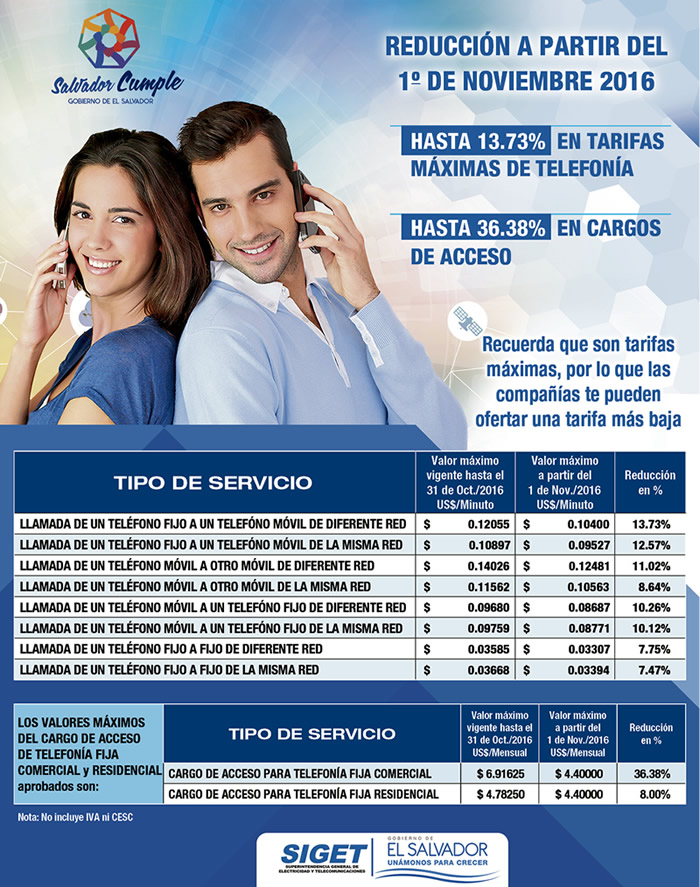 Salvador Cumple
GOBIERNO DE EL SALVADOR
REDUCCIÓN A PARTIR DEL
1º DE NOVIEMBRE 2016
HASTA 13.73% EN TARIFAS
MÁXIMAS DE TELEFONÍA
HASTA 36.38% EN CARGOS
DE ACCESO
Recuerda que son tarifas
máximas, por lo que las
compañías te pueden
ofertar una tarifa más baja
TIPO DE SERVICIO
Valor máximo
vigente hasta el
31 de Oct./2016
US$/Minuto
Valor máximo
a partir del
1 de Nov./2016
US$/Minuto
Reducción
en %
LLAMADA DE UN TELÉFONO FIJO A UN TELEFÓNO MÓVIL DE DIFERENTE RED $ 0.12055 $ 0.10400 13.73%
LLAMADA DE UN TELÉFONO FIJO A UN TELEFÓNO MÓVIL DE LA MISMA RED $ 0.10897 $ 0.09527 12.57%
LLAMADA DE UN TELÉFONO MÓVIL A OTRO MÓVIL DE DIFERENTE RED $ 0.14026 $ 0.12481 11.02%
LLAMADA DE UN TELÉFONO MÓVIL A OTRO MÓVIL DE LA MISMA RED $ 0.11562 $ 0.10563 8.64%
LLAMADA DE UN TELÉFONO MÓVIL A UN TELEFÓNO FIJO DE DIFERENTE RED $ 0.09680 $ 0.08687 10.26%
LLAMADA DE UN TELÉFONO MÓVIL A UN TELEFÓNO FIJO DE LA MISMA RED $ 0.09759 $ 0.08771 10.12%
LLAMADA DE UN TELÉFONO FIJO A FIJO DE DIFERENTE RED $ 0.03585 $ 0.03307 7.75%
LLAMADA DE UN TELÉFONO FIJO A FIJO DE LA MISMA RED $ 0.03668 $ 0.03394 7.47%
LOS VALORES MÁXIMOS
DEL CARGO DE ACCESO
DE TELEFONÍA FIJA
COMERCIAL y RESIDENCIAL
aprobados son:
TIPO DE SERVICIO
Valor máximo
vigente hasta el
31 de Oct./2016
US$/Mensual
Valor máximo
a partir del
1 de Nov./2016
US$/Mensual
Reducción
en %
CARGO DE ACCESO PARA TELEFONÍA FIJA COMERCIAL $ 6.91625 $ 4.40000 36.38%
CARGO DE ACCESO PARA TELEFONÍA FIJA RESIDENCIAL $ 4.78250 $ 4.40000 8.00%
Nota: No incluye IVA ni CESC
SIGET
SUPERINTENDENCIA GENERAL DE
ELECTRICIDAD Y TELECOMUNICACIONES
GOBIERNO DE
EL SALVADOR
UNÁMONOS PARA CRECER